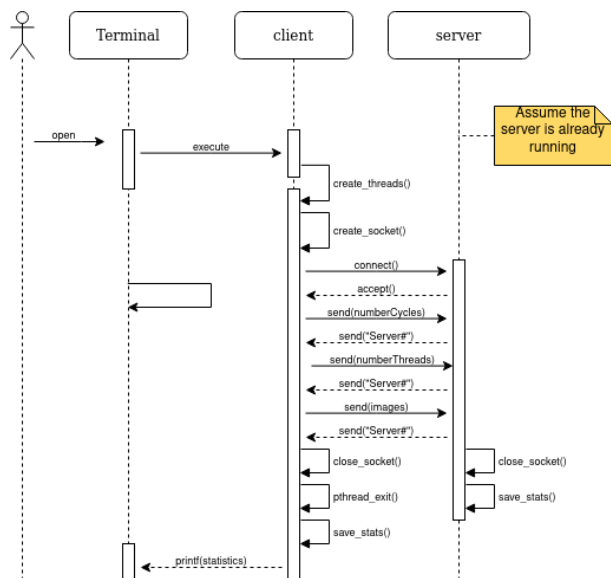 Terminal
client
server
Assume the
server is already
running
open
execute
create_threads()
create_socket()
connect()
accept()
send(numberCycles)
send("Server#")
send(numberThreads)
send("Server#")
send(images)
send("Server#")
close_socket()
close_socket()
pthread_exit()
save_stats()
save_stats()
printf(statistics)